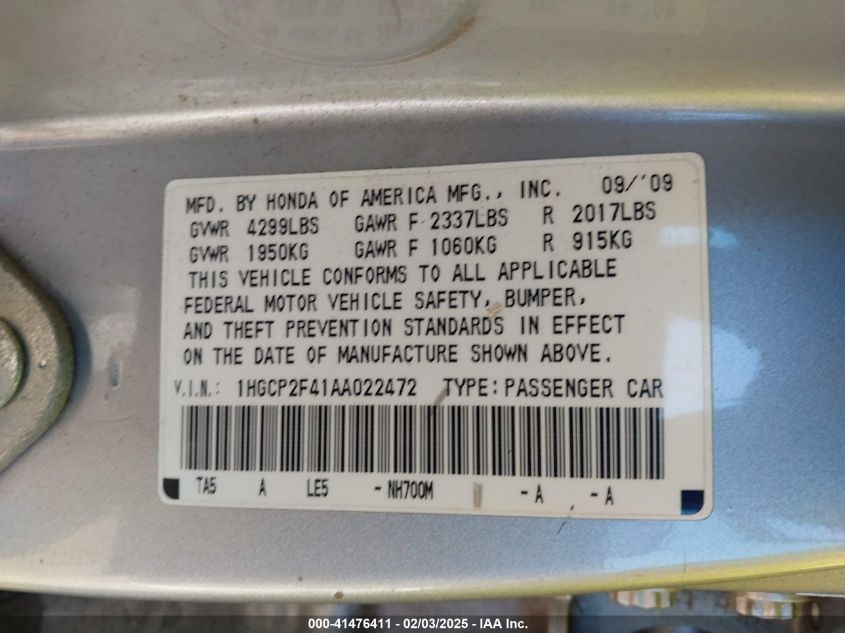 MFD. BY HONDA OF AMERICA MFG., INC. 09/'09
GVWR 4299LBS GAWR F 2337LBS R 2017LBS
GVWR 1950KG GAWR F 1060KG R 915KG
THIS VEHICLE CONFORMS TO ALL APPLICABLE
FEDERAL MOTOR VEHICLE SAFETY, BUMPER,
AND THEFT PREVENTION STANDARDS IN EFFECT
ON THE DATE OF MANUFACTURE SHOWN ABOVE.
V.I.N.: 1HGCP2F41AA022472 TYPE: PASSENGER CAR
TA5 A LE5 -NH700M -A -A
000-41476411 - 02/03/2025 - IAA Inc.